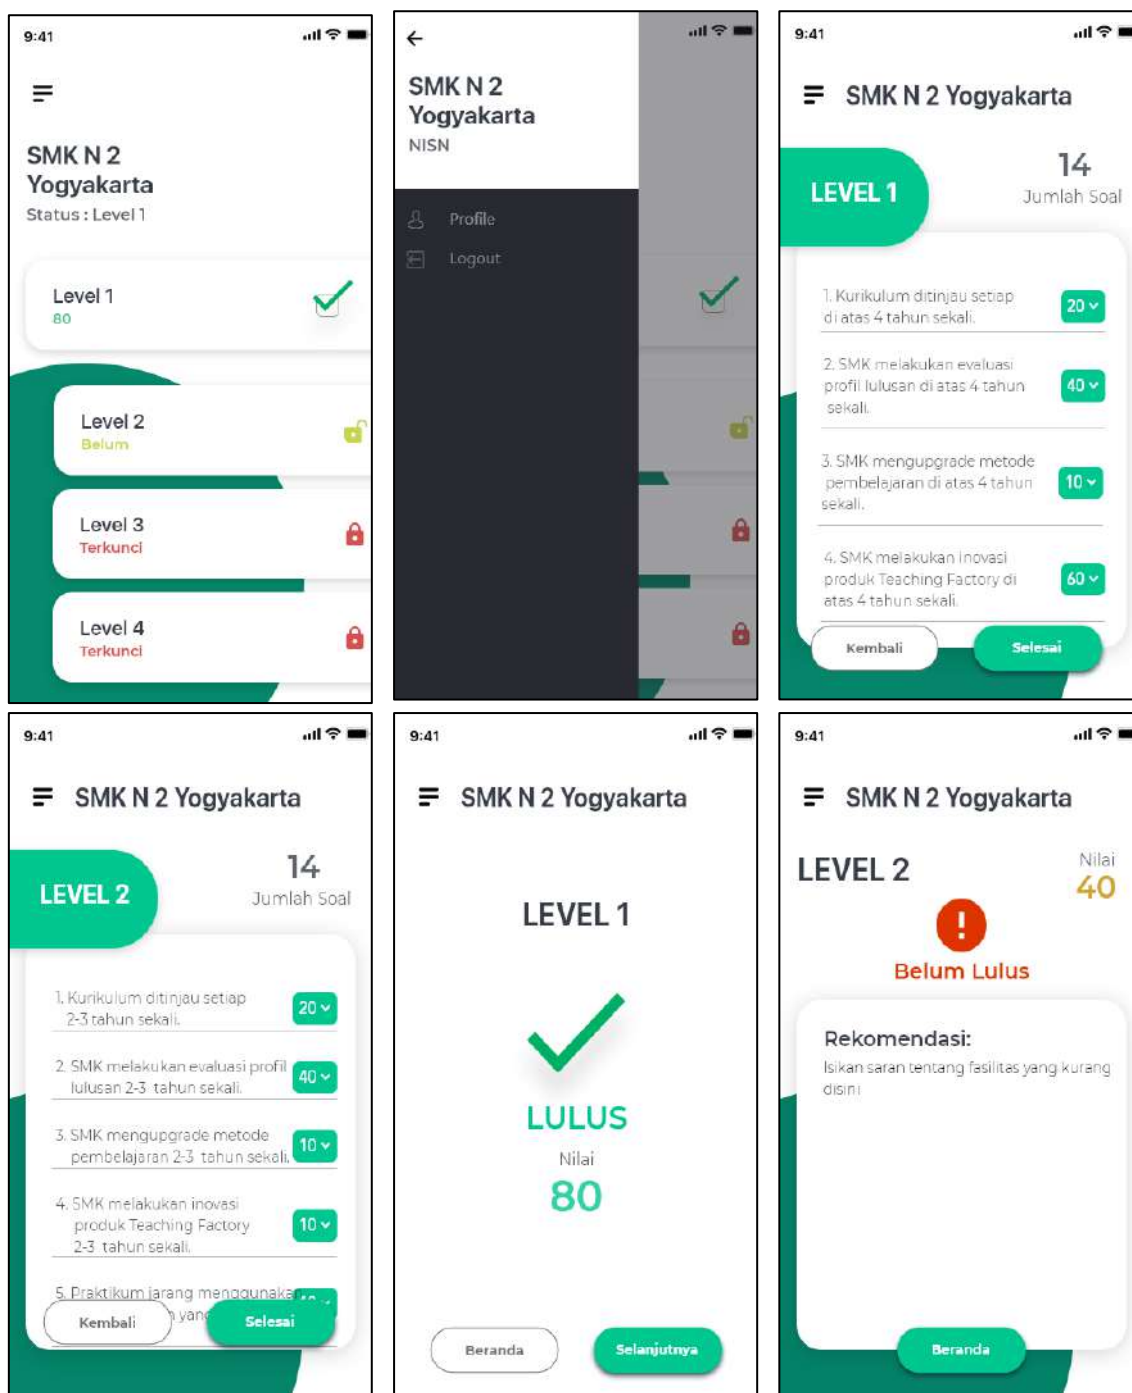 9:41
SMK N 2
Yogyakarta
Status : Level 1
Level 1
80
Level 2
Belum
Level 3
Terkunci
Level 4
Terkunci
SMK N 2
Yogyakarta
NISN
Profile
Logout
9:41
SMK N 2 Yogyakarta
LEVEL 1
14
Jumlah Soal
1. Kurikulum ditinjau setiap
di atas 4 tahun sekali.
20
2. SMK melakukan evaluasi
profil lulusan di atas 4 tahun
sekali.
40
3. SMK mengupgrade metode
pembelajaran di atas 4 tahun
sekali.
10
4. SMK melakukan inovasi
produk Teaching Factory di
atas 4 tahun sekali.
60
Kembali
Selesai
9:41
SMK N 2 Yogyakarta
LEVEL 2
14
Jumlah Soal
1. Kurikulum ditinjau setiap
2-3 tahun sekali.
20
2. SMK melakukan evaluasi profil
lulusan 2-3 tahun sekali.
40
3. SMK mengupgrade metode
pembelajaran 2-3 tahun sekali.
10
4. SMK melakukan inovasi
produk Teaching Factory
2-3 tahun sekali.
10
5. Praktikum jarang menggunakan
yang
Kembali
Selesai
9:41
SMK N 2 Yogyakarta
LEVEL 1
LULUS
Nilai
80
Beranda
Selanjutnya
9:41
SMK N 2 Yogyakarta
LEVEL 2
Nilai
40
Belum Lulus
Rekomendasi:
Isikan saran tentang fasilitas yang kurang
disini
Beranda